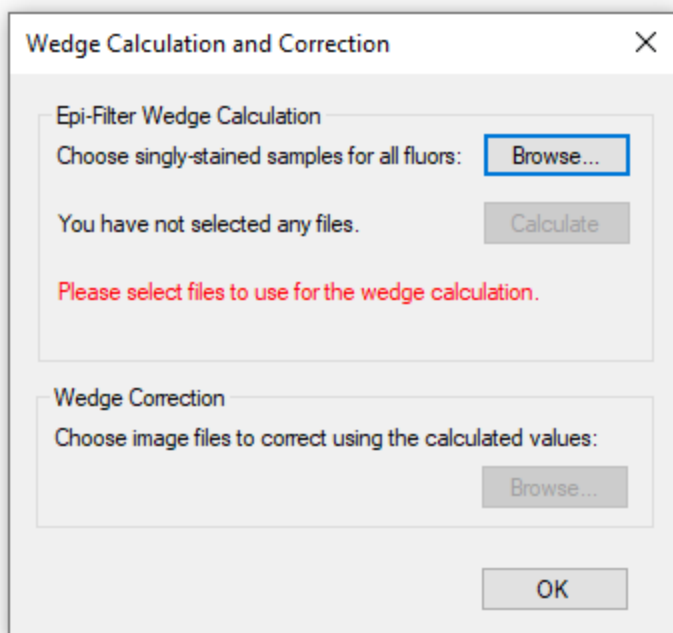 Wedge Calculation and Correction
Epi-Filter Wedge Calculation
Choose singly-stained samples for all fluors: Browse...
You have not selected any files. Calculate
Please select files to use for the wedge calculation.
Wedge Correction
Choose image files to correct using the calculated values:
Browse...
OK